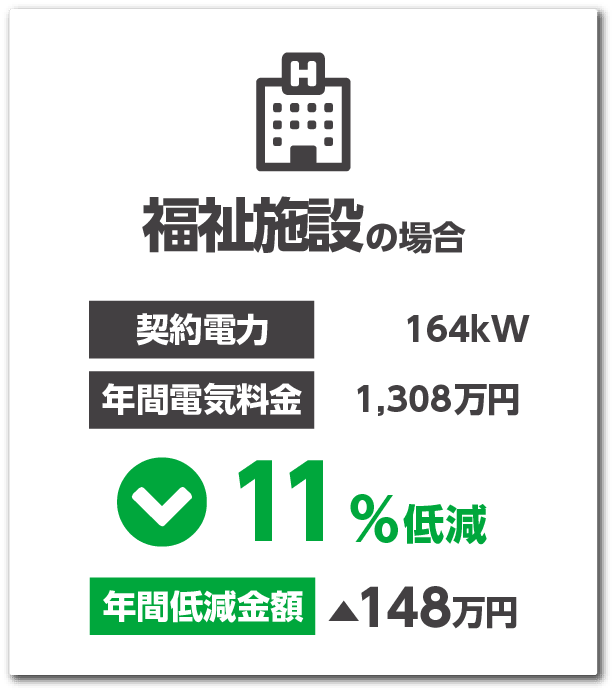 H
福祉施設の場合
契約電力 164kW
年間電気料金 1,308万円
11%低減
年間低減金額 ▲148万円